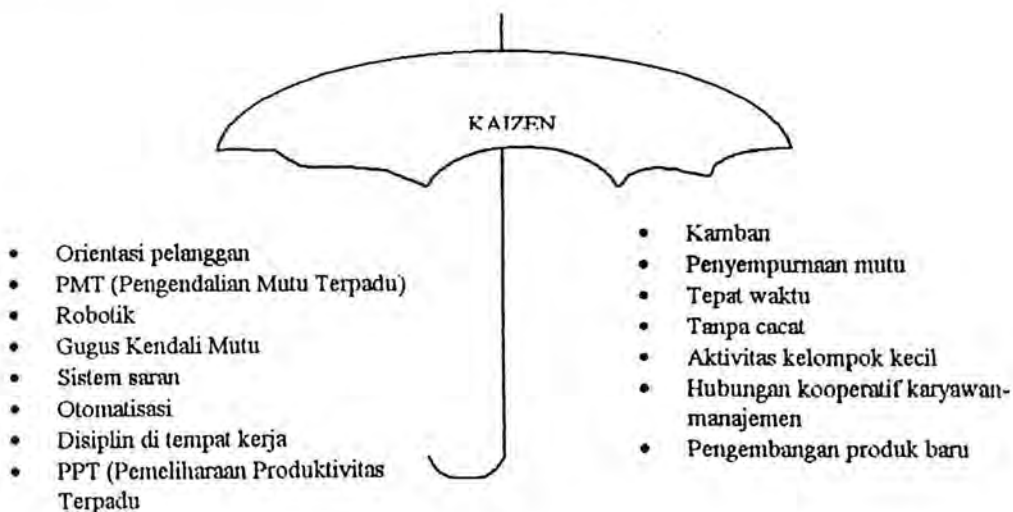 KAIZEN
• Orientasi pelanggan
• PMT (Pengendalian Mutu Terpadu)
• Robotik
• Gugus Kendali Mutu
• Sistem saran
• Otomatisasi
• Disiplin di tempat kerja
• PPT (Pemeliharaan Produktivitas
Terpadu
• Kamban
• Penyempurnaan mutu
• Tepat waktu
• Tanpa cacat
• Aktivitas kelompok kecil
• Hubungan kooperatif karyawan-
manajemen
• Pengembangan produk baru